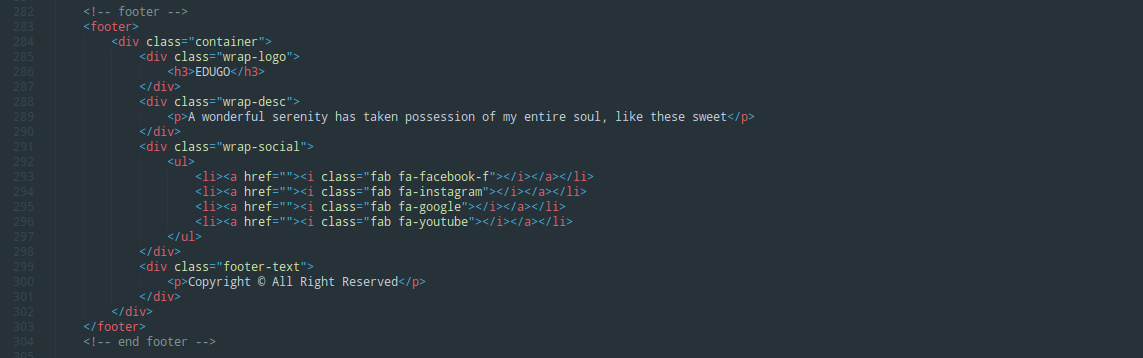 282 <!-- footer -->
283 <footer>
284 <div class="container">
285 <div class="wrap-logo">
286 <h3>EDUGO</h3>
287 </div>
288 <div class="wrap-desc">
289 <p>A wonderful serenity has taken possession of my entire soul, like these sweet</p>
290 </div>
291 <div class="wrap-social">
292 <ul>
293 <li><a href=""><i class="fab fa-facebook-f"></i></a></li>
294 <li><a href=""><i class="fab fa-instagram"></i></a></li>
295 <li><a href=""><i class="fab fa-google"></i></a></li>
296 <li><a href=""><i class="fab fa-youtube"></i></a></li>
297 </ul>
298 </div>
299 <div class="footer-text">
300 <p>Copyright © All Right Reserved</p>
301 </div>
302 </div>
303 </footer>
304 <!-- end footer -->